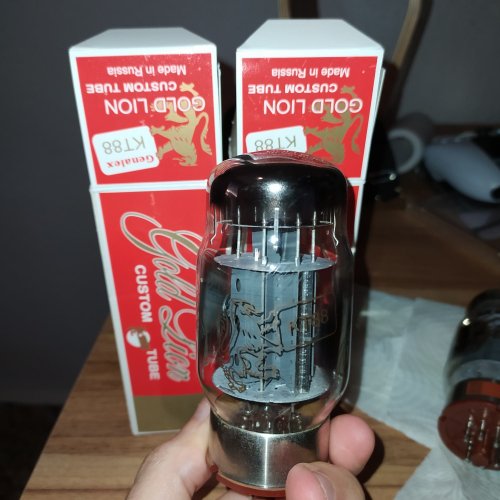 GOLD LION
CUSTOM TUBE
Made in Russia
Genalex
KT88
GOLD LION
CUSTOM TUBE
Made in Russia
KT88
Gold Lion
CUSTOM
TUBE
KT88